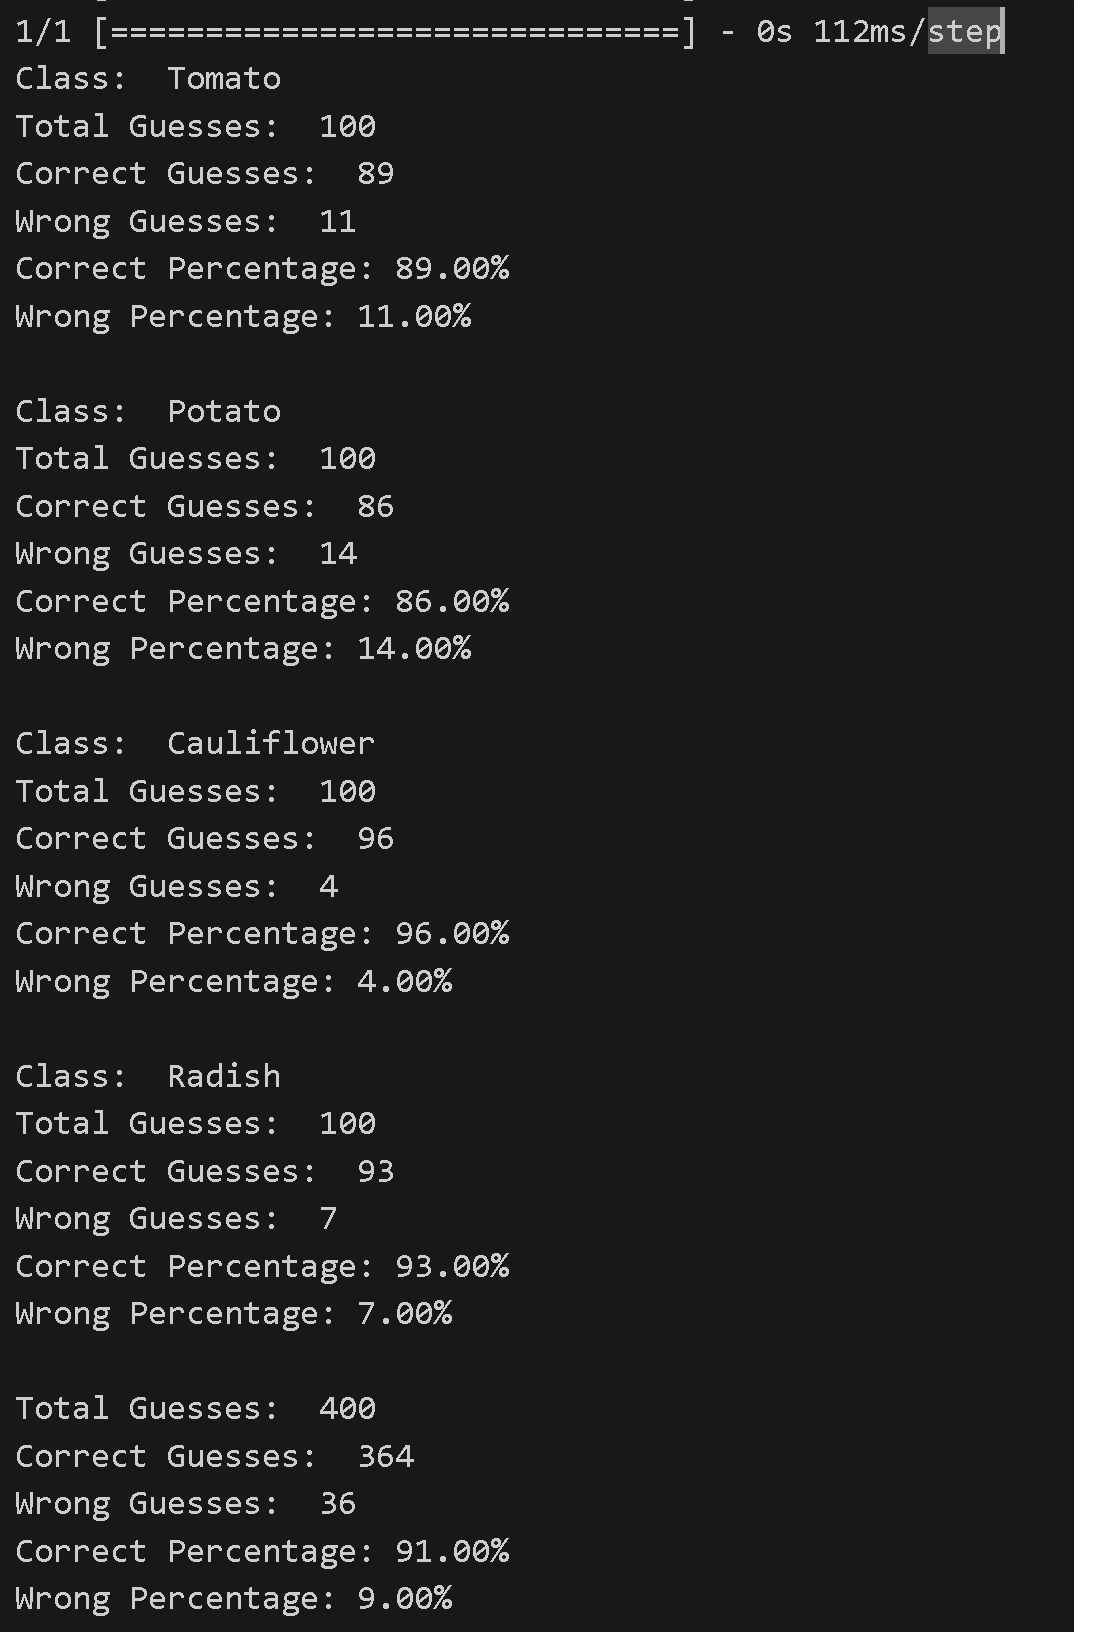 1/1 [==============================] - 0s 112ms/step
Class:  Tomato
Total Guesses:  100
Correct Guesses:  89
Wrong Guesses:  11
Correct Percentage: 89.00%
Wrong Percentage: 11.00%

Class:  Potato
Total Guesses:  100
Correct Guesses:  86
Wrong Guesses:  14
Correct Percentage: 86.00%
Wrong Percentage: 14.00%

Class:  Cauliflower
Total Guesses:  100
Correct Guesses:  96
Wrong Guesses:  4
Correct Percentage: 96.00%
Wrong Percentage: 4.00%

Class:  Radish
Total Guesses:  100
Correct Guesses:  93
Wrong Guesses:  7
Correct Percentage: 93.00%
Wrong Percentage: 7.00%

Total Guesses:  400
Correct Guesses:  364
Wrong Guesses:  36
Correct Percentage: 91.00%
Wrong Percentage: 9.00%